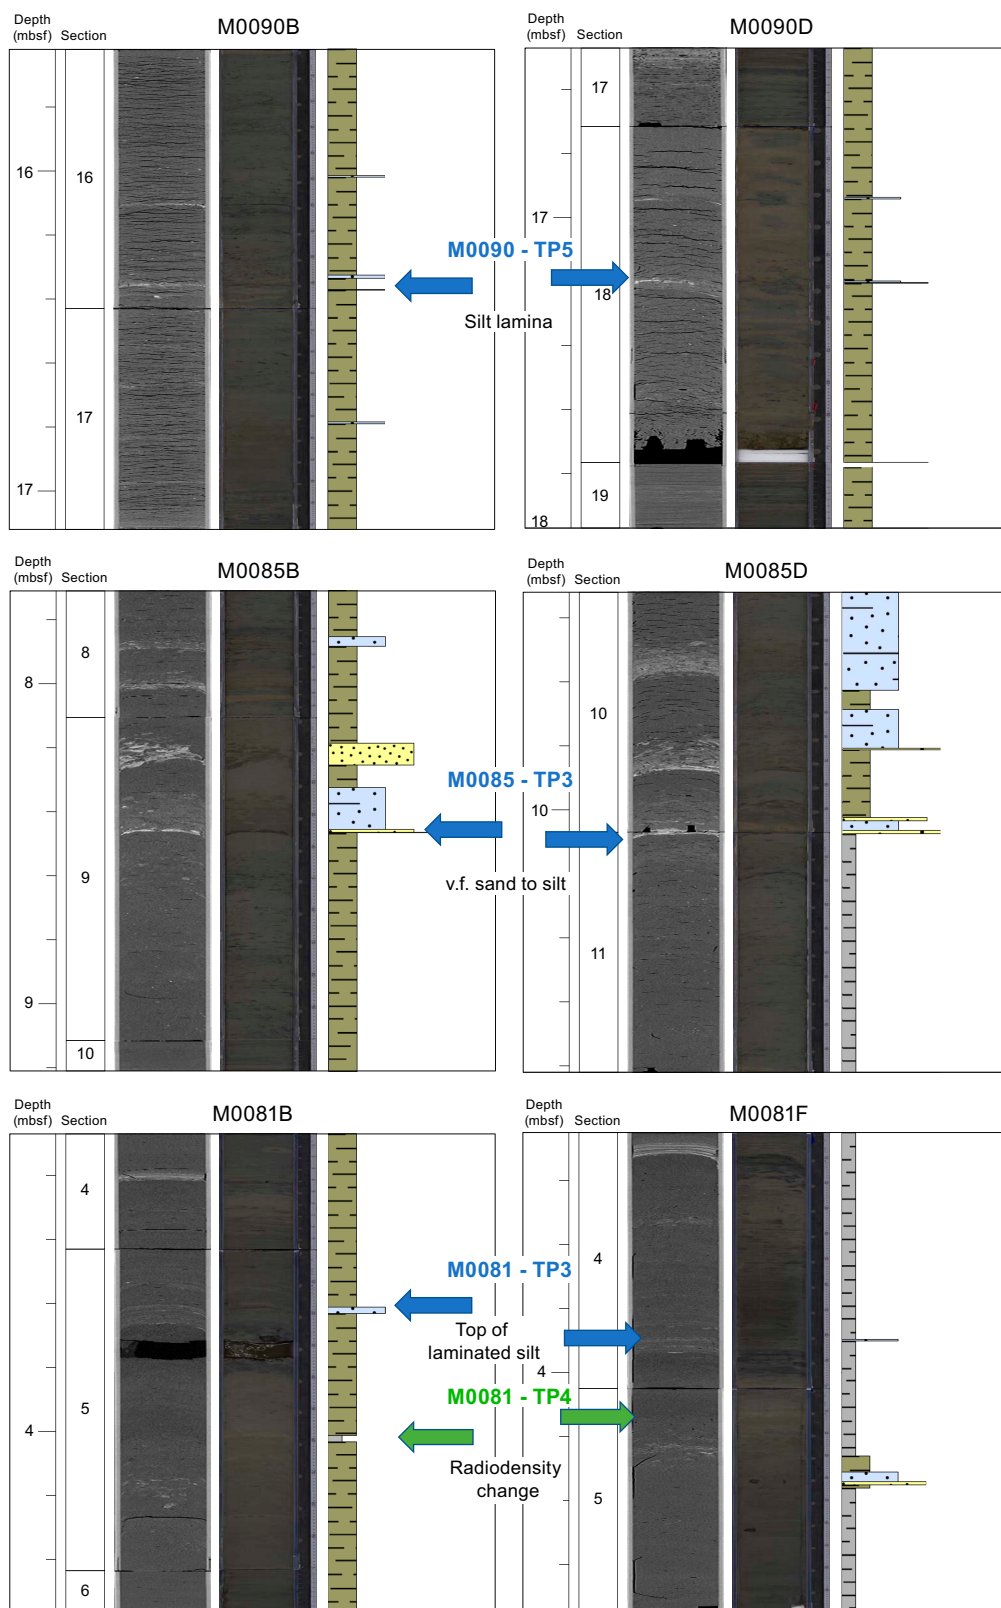 M0090B
M0090D
Depth
(mbsf) Section
Depth
(mbsf) Section
16
16
17
17
17
17
18
18
19
M0090 - TP5
Silt lamina
M0085B
M0085D
Depth
(mbsf) Section
Depth
(mbsf) Section
8
8
9
9
10
10
10
11
M0085 - TP3
v.f. sand to silt
M0081B
M0081F
Depth
(mbsf) Section
Depth
(mbsf) Section
4
4
5
6
4
4
5
M0081 - TP3
Top of
laminated silt
M0081 - TP4
Radiodensity
change